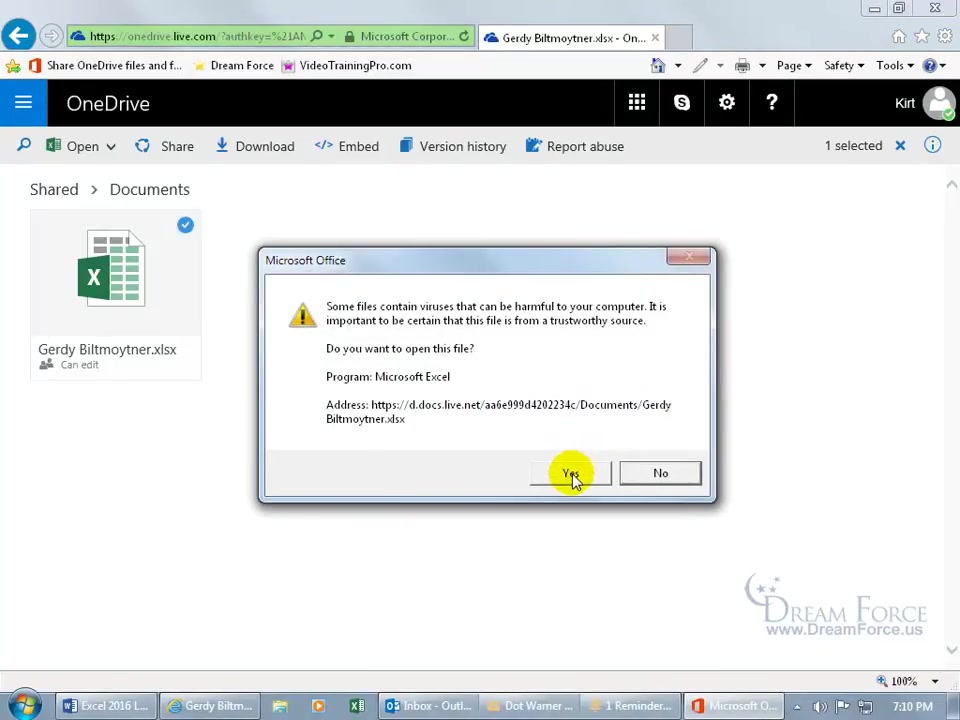 https://onedrive.live.com/?authkey=%21AN
Microsoft Corpor...
Gerdy Biltmoytner.xlsx - On...
Share OneDrive files and f...
Dream Force
VideoTrainingPro.com
Page
Safety
Tools
OneDrive
Kirt
Open
Share
Download
Embed
Version history
Report abuse
1 selected
Shared > Documents
Gerdy Biltmoytner.xlsx
Can edit
Microsoft Office
Some files contain viruses that can be harmful to your computer. It is
important to be certain that this file is from a trustworthy source.
Do you want to open this file?
Program: Microsoft Excel
Address: https://d.docs.live.net/aa6e999d4202234c/Documents/Gerdy
Biltmoytner.xlsx
Yes
No
DREAM FORCE
www.DreamForce.us
100%
Excel 2016 L...
Gerdy Biltm...
Inbox - Outl...
Dot Warner ...
1 Reminder...
Microsoft O...
7:10 PM